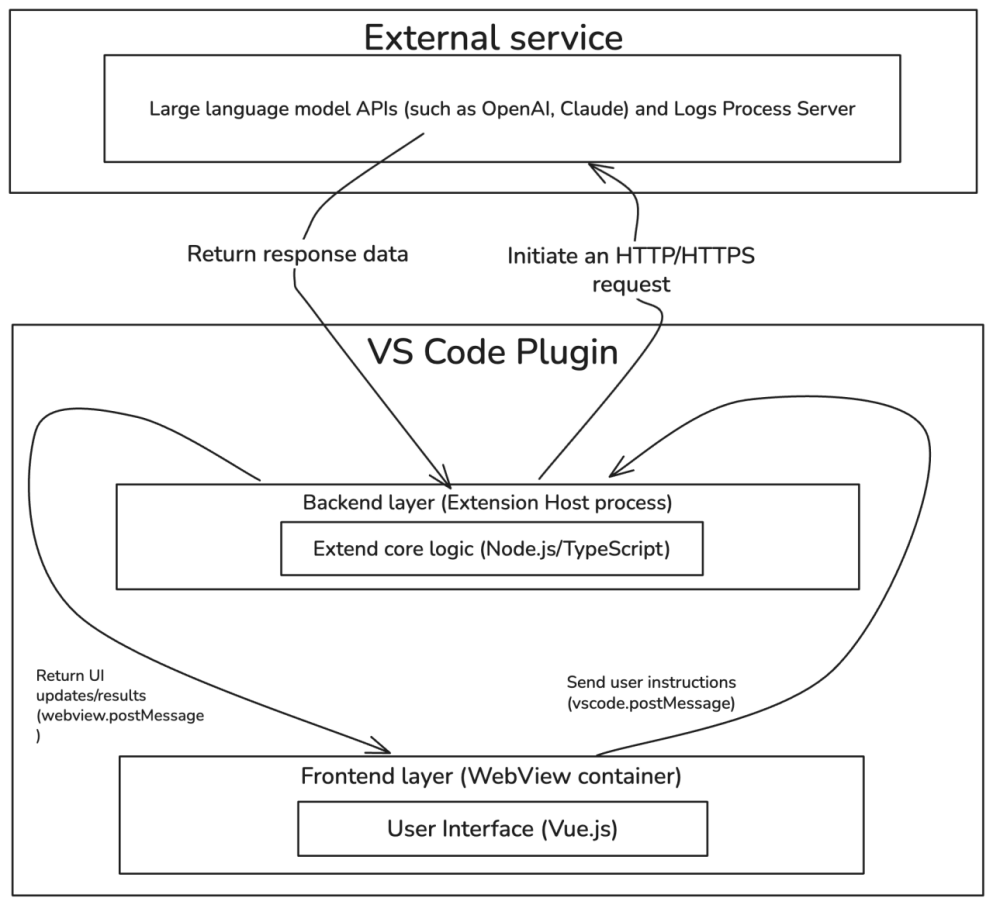 External service
Large language model APIs (such as OpenAI, Claude) and Logs Process Server
Return response data
Initiate an HTTP/HTTPS
request
VS Code Plugin
Backend layer (Extension Host process)
Extend core logic (Node.js/TypeScript)
Return UI
updates/results
(webview.postMessage
)
Send user instructions
(vscode.postMessage)
Frontend layer (WebView container)
User Interface (Vue.js)